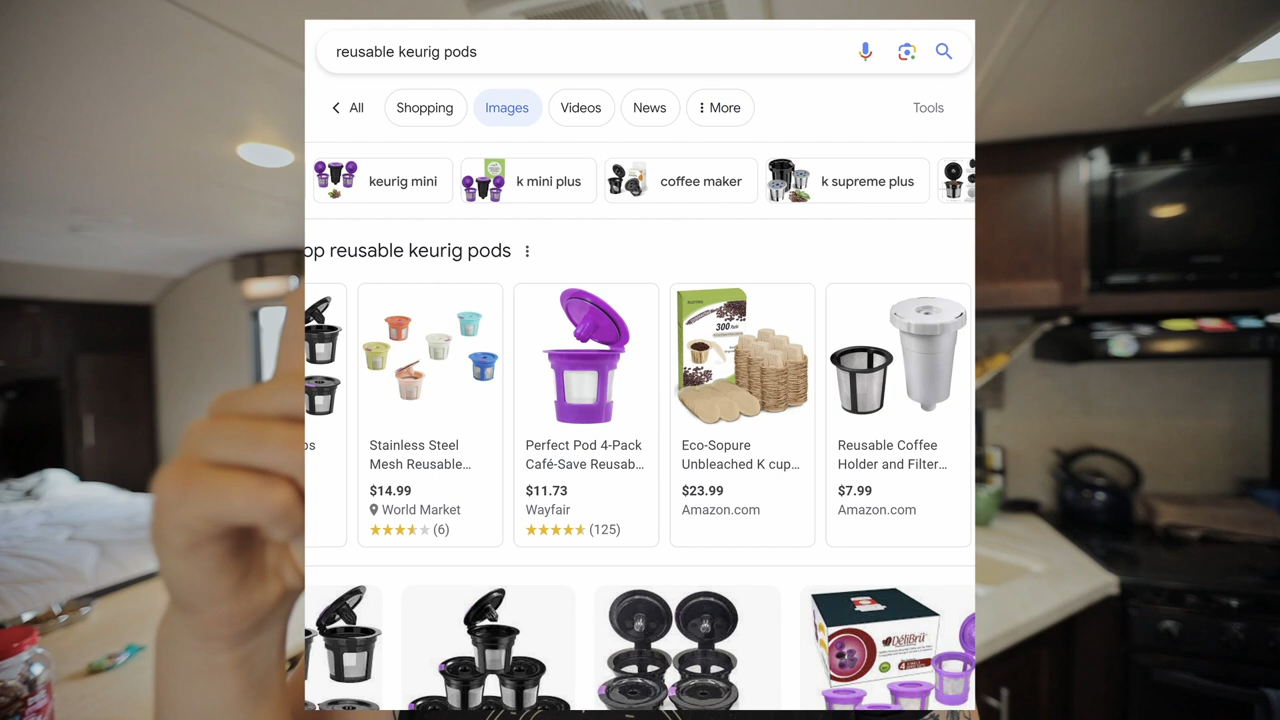 reusable keurig pods
All
Shopping
Images
Videos
News
More
Tools
keurig mini
k mini plus
coffee maker
k supreme plus
op reusable keurig pods
Stainless Steel
Mesh Reusable...
$14.99
World Market
(6)
Perfect Pod 4-Pack
Café-Save Reusab...
$11.73
Wayfair
(125)
300 Pack
Eco-Sopure
Unbleached K cup...
$23.99
Amazon.com
Reusable Coffee
Holder and Filter...
$7.99
Amazon.com
os
DéliBru
4